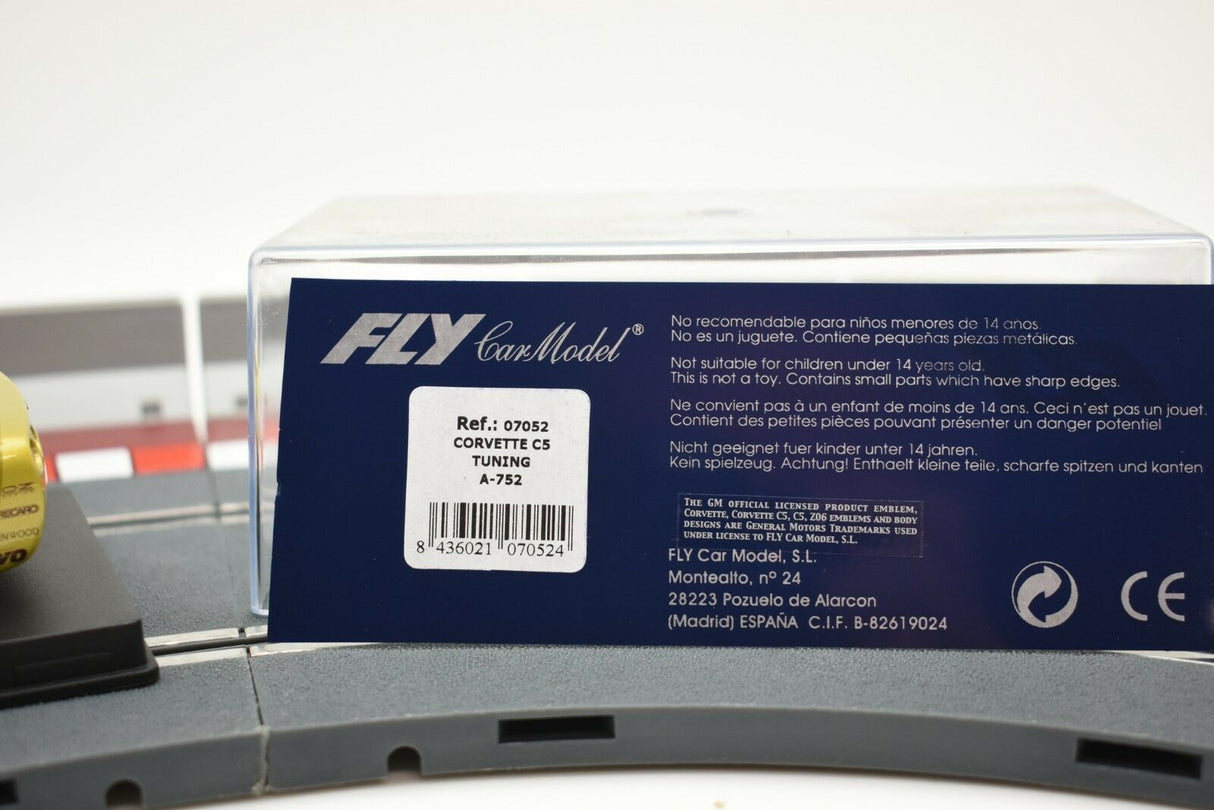 FLY Car Model®
Ref.: 07052
CORVETTE C5
TUNING
A-752
8 436021 070524
No recomendable para niños menores de 14 anos.
No es un juguete. Contiene pequeñas piezas metálicas.
Not suitable for children under 14 years old.
This is not a toy. Contains small parts which have sharp edges.
Ne convient pas à un enfant de moins de 14 ans. Ceci n'est pas un jouet.
Contient des petites pièces pouvant présenter un danger potentiel
Nicht geeignet fuer kinder unter 14 jahren.
Kein spielzeug. Achtung! Enthaelt kleine teile, scharfe spitzen und kanten
THE GM OFFICIAL LICENSED PRODUCT EMBLEM,
CORVETTE, CORVETTE C5, C5, Z06 EMBLEMS AND BODY
DESIGNS ARE GENERAL MOTORS TRADEMARKS USED
UNDER LICENSE TO FLY CAR MODEL, S.L.
FLY Car Model, S.L.
Montealto, nº 24
28223 Pozuelo de Alarcon
(Madrid) ESPAÑA C.I.F. B-82619024
CE
RECARO